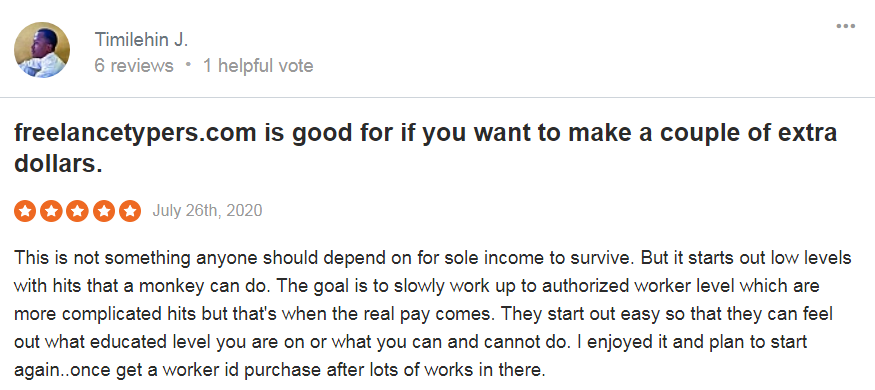 Timilehin J.
6 reviews • 1 helpful vote
freelancetypers.com is good for if you want to make a couple of extra
dollars.
July 26th, 2020
This is not something anyone should depend on for sole income to survive. But it starts out low levels
with hits that a monkey can do. The goal is to slowly work up to authorized worker level which are
more complicated hits but that's when the real pay comes. They start out easy so that they can feel
out what educated level you are on or what you can and cannot do. I enjoyed it and plan to start
again..once get a worker id purchase after lots of works in there.